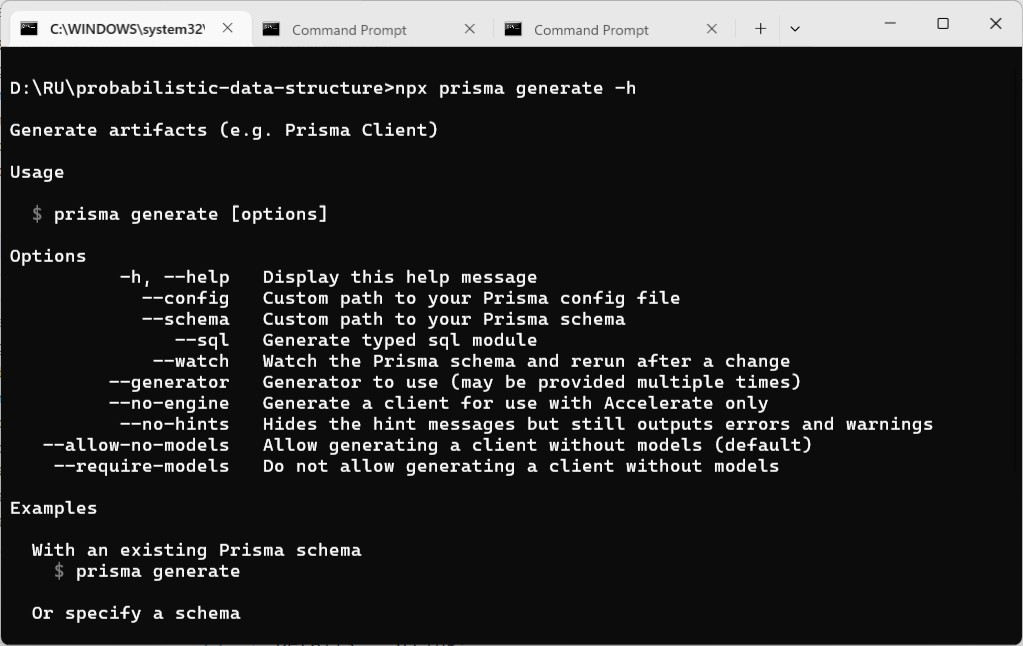 C:\WINDOWS\system32\
Command Prompt
Command Prompt
D:\RU\probabilistic-data-structure>npx prisma generate -h
Generate artifacts (e.g. Prisma Client)
Usage
$ prisma generate [options]
Options
-h, --help   Display this help message
--config   Custom path to your Prisma config file
--schema   Custom path to your Prisma schema
--sql   Generate typed sql module
--watch   Watch the Prisma schema and rerun after a change
--generator   Generator to use (may be provided multiple times)
--no-engine   Generate a client for use with Accelerate only
--no-hints   Hides the hint messages but still outputs errors and warnings
--allow-no-models   Allow generating a client without models (default)
--require-models   Do not allow generating a client without models
Examples
With an existing Prisma schema
$ prisma generate
Or specify a schema